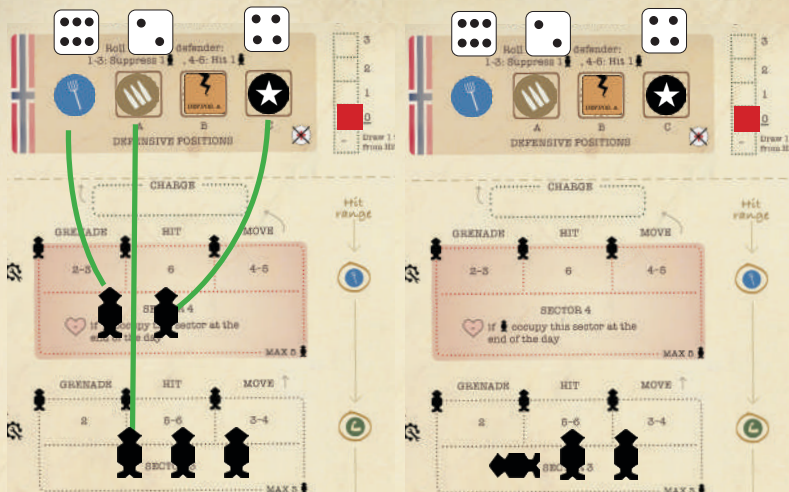 Roll defender:
1-3: Suppress 1 , 4-6: Hit 1
A B
DEFENSIVE POSITIONS
3
2
1
0
Draw 1
CHARGE
Hit
range
GRENADE HIT MOVE
2-3 6 4-5
SECTOR 4
if occupy this sector at the
end of the day
MAX 5
GRENADE HIT MOVE
2 5-6 3-4
MAX 5
Roll defender:
1-3: Suppress 1 , 4-6: Hit 1
A B C
DEFENSIVE POSITIONS
3
2
1
0
Draw 1
CHARGE
Hit
range
GRENADE HIT MOVE
2-3 6 4-5
SECTOR 4
if occupy this sector at the
end of the day
MAX 5
GRENADE HIT MOVE
2 5-6 3-4
3
MAX 5